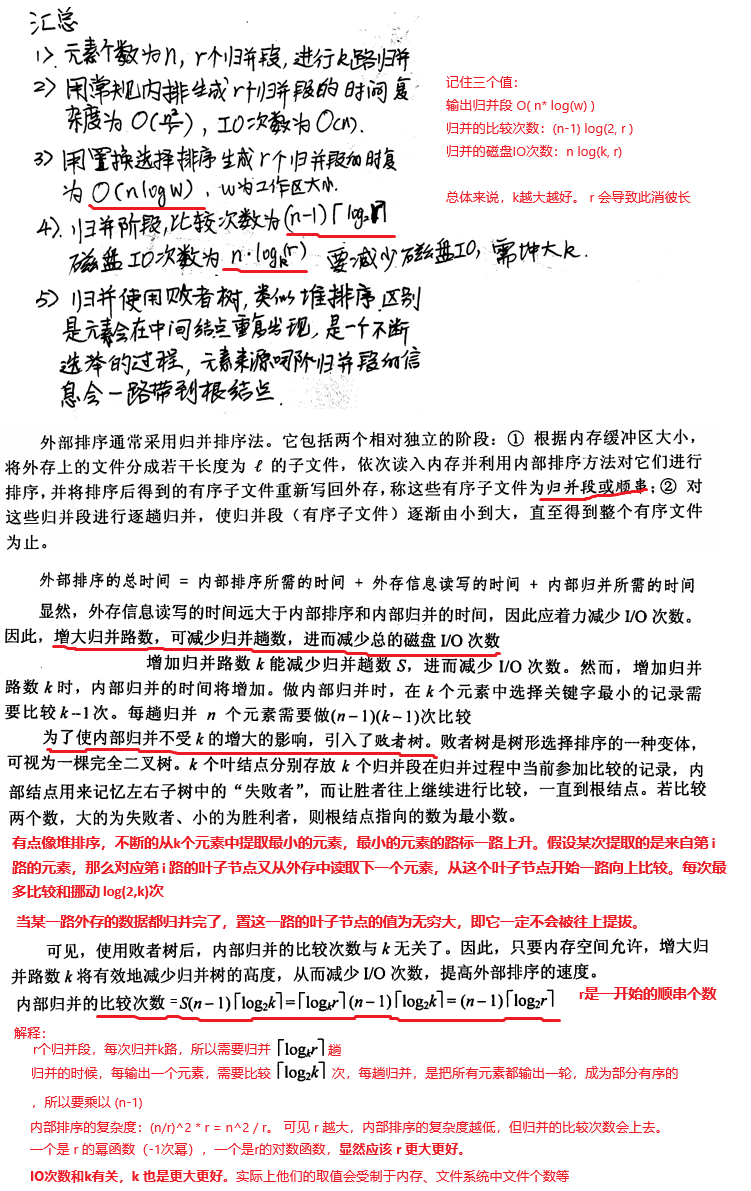 汇总
1>. 元素个数为n, r个归并段, 进行k路归并
2> 用常规内排生成r个归并段的时间复
杂度为 O(n²/r), IO次数为O(n).
3> 用置换选择排序生成r个归并段的时复
为 O(nlogw), w为工作区大小.
4>. 归并阶段, 比较次数为(n-1)⌈log₂r⌉
磁盘IO次数为 n·logₖ(r) 要减少磁盘IO, 需增大k.
5> 归并使用败者树, 类似堆排序. 区别
是元素会在中间结点重复出现, 是一个不断
选举的过程, 元素来源哪个归并段的信
息会一路带到根结点.
记住三个值:
输出归并段 O( n* log(w) )
归并的比较次数: (n-1) log(2, r )
归并的磁盘IO次数: n log(k, r)
总体来说，k越大越好。 r 会导致此消彼长
外部排序通常采用归并排序法。它包括两个相对独立的阶段：① 根据内存缓冲区大小，
将外存上的文件分成若干长度为 ℓ 的子文件，依次读入内存并利用内部排序方法对它们进行
排序，并将排序后得到的有序子文件重新写回外存，称这些有序子文件为归并段或顺串；② 对
这些归并段进行逐趟归并，使归并段（有序子文件）逐渐由小到大，直至得到整个有序文件
为止。
外部排序的总时间 = 内部排序所需的时间 + 外存信息读写的时间 + 内部归并所需的时间
显然，外存信息读写的时间远大于内部排序和内部归并的时间，因此应着力减少 I/O 次数。
因此，增大归并路数，可减少归并趟数，进而减少总的磁盘 I/O 次数
增加归并路数 k 能减少归并趟数 S，进而减少 I/O 次数。然而，增加归并
路数 k 时，内部归并的时间将增加。做内部归并时，在 k 个元素中选择关键字最小的记录需
要比较 k-1 次。每趟归并 n 个元素需要做(n-1)(k-1)次比较
为了使内部归并不受 k 的增大的影响，引入了败者树。败者树是树形选择排序的一种变体，
可视为一棵完全二叉树。k 个叶结点分别存放 k 个归并段在归并过程中当前参加比较的记录，内
部结点用来记忆左右子树中的“失败者”，而让胜者往上继续进行比较，一直到根结点。若比较
两个数，大的为失败者、小的为胜利者，则根结点指向的数为最小数。
有点像堆排序，不断的从k个元素中提取最小的元素，最小的元素的路标一路上升。假设某次提取的是来自第 i
路的元素，那么对应第 i 路的叶子节点又从外存中读取下一个元素，从这个叶子节点开始一路向上比较。每次最
多比较和挪动 log(2,k)次
当某一路外存的数据都归并完了，置这一路的叶子节点的值为无穷大，即它一定不会被往上提拔。
可见，使用败者树后，内部归并的比较次数与 k 无关了。因此，只要内存空间允许，增大归
并路数 k 将有效地减少归并树的高度，从而减少 I/O 次数，提高外部排序的速度。
内部归并的比较次数 =S(n−1)⌈log₂k⌉=⌈logₖr⌉(n−1)⌈log₂k⌉=(n−1)⌈log₂r⌉ r是一开始的顺串个数
解释：
r个归并段，每次归并k路，所以需要归并 ⌈logₖr⌉ 趟
归并的时候，每输出一个元素，需要比较 ⌈log₂k⌉ 次，每趟归并，是把所有元素都输出一轮，成为部分有序的
，所以要乘以 (n-1)
内部排序的复杂度：(n/r)^2 * r = n^2 / r。 可见 r 越大，内部排序的复杂度越低，但归并的比较次数会上去。
一个是 r 的幂函数（-1次幂），一个是r的对数函数，显然应该 r 更大更好。
IO次数和k有关，k 也是更大更好。实际上他们的取值会受制于内存、文件系统中文件个数等